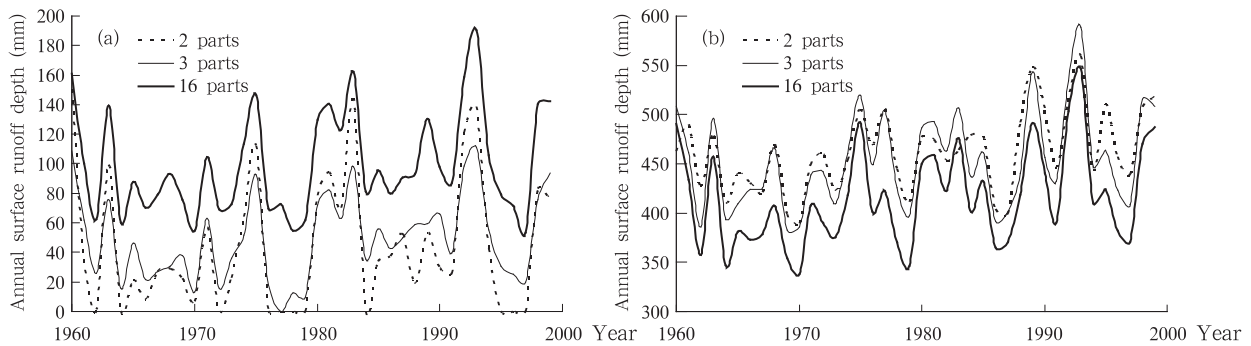 Annual surface runoff depth (mm)
200
180
160
140
120
100
80
60
40
20
0
(a)
2 parts
3 parts
16 parts
1960 1970 1980 1990 2000 Year
Annual surface runoff depth (mm)
600
550
500
450
400
350
300
(b)
2 parts
3 parts
16 parts
1960 1970 1980 1990 2000 Year